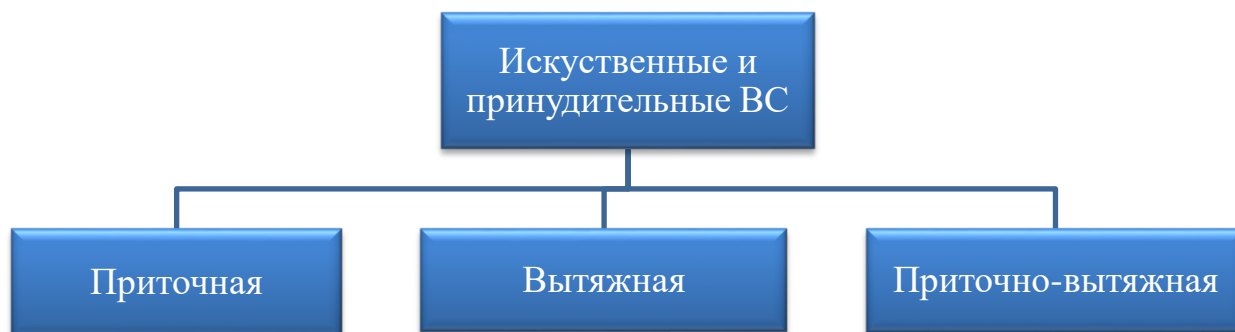 Искуственные и
принудительные ВС
Приточная
Вытяжная
Приточно-вытяжная